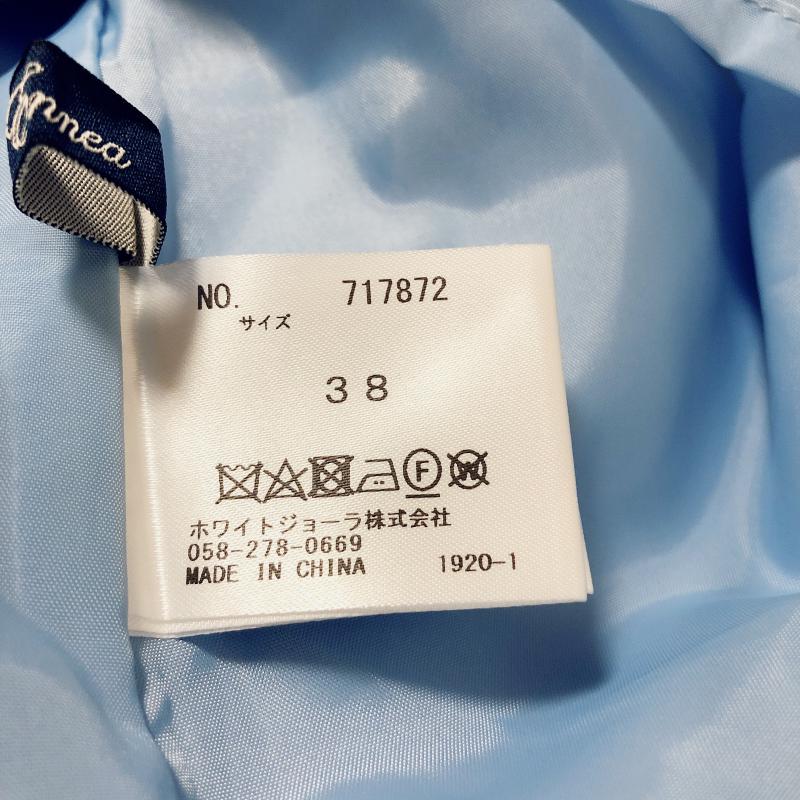 NO. 717872
サイズ
38
F W
ホワイトジョーラ株式会社
058-278-0669
MADE IN CHINA 1920-1